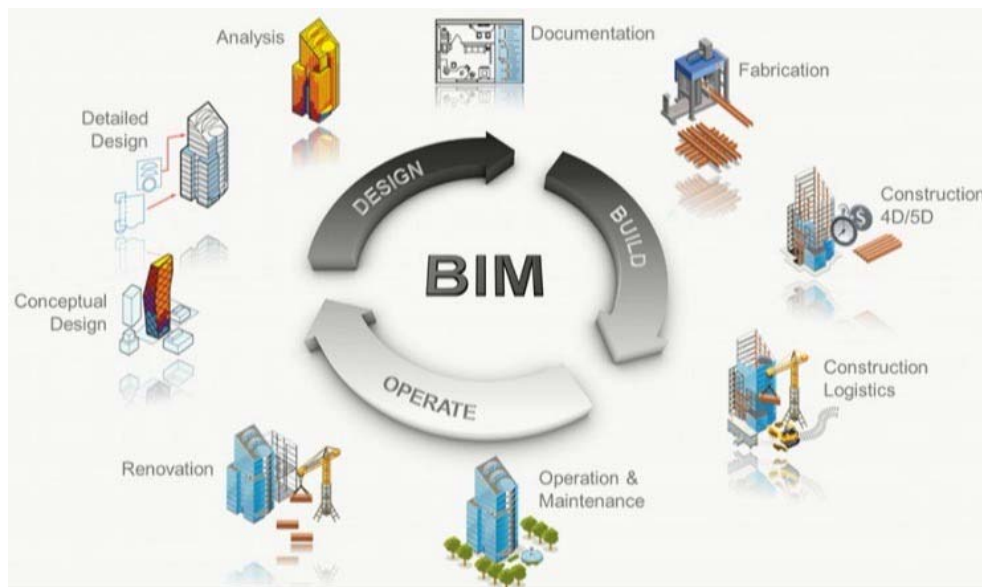 Analysis
Documentation
Fabrication
Detailed
Design
Construction
4D/5D
Conceptual
Design
Construction
Logistics
Renovation
Operation &
Maintenance
DESIGN
BUILD
OPERATE
BIM
$